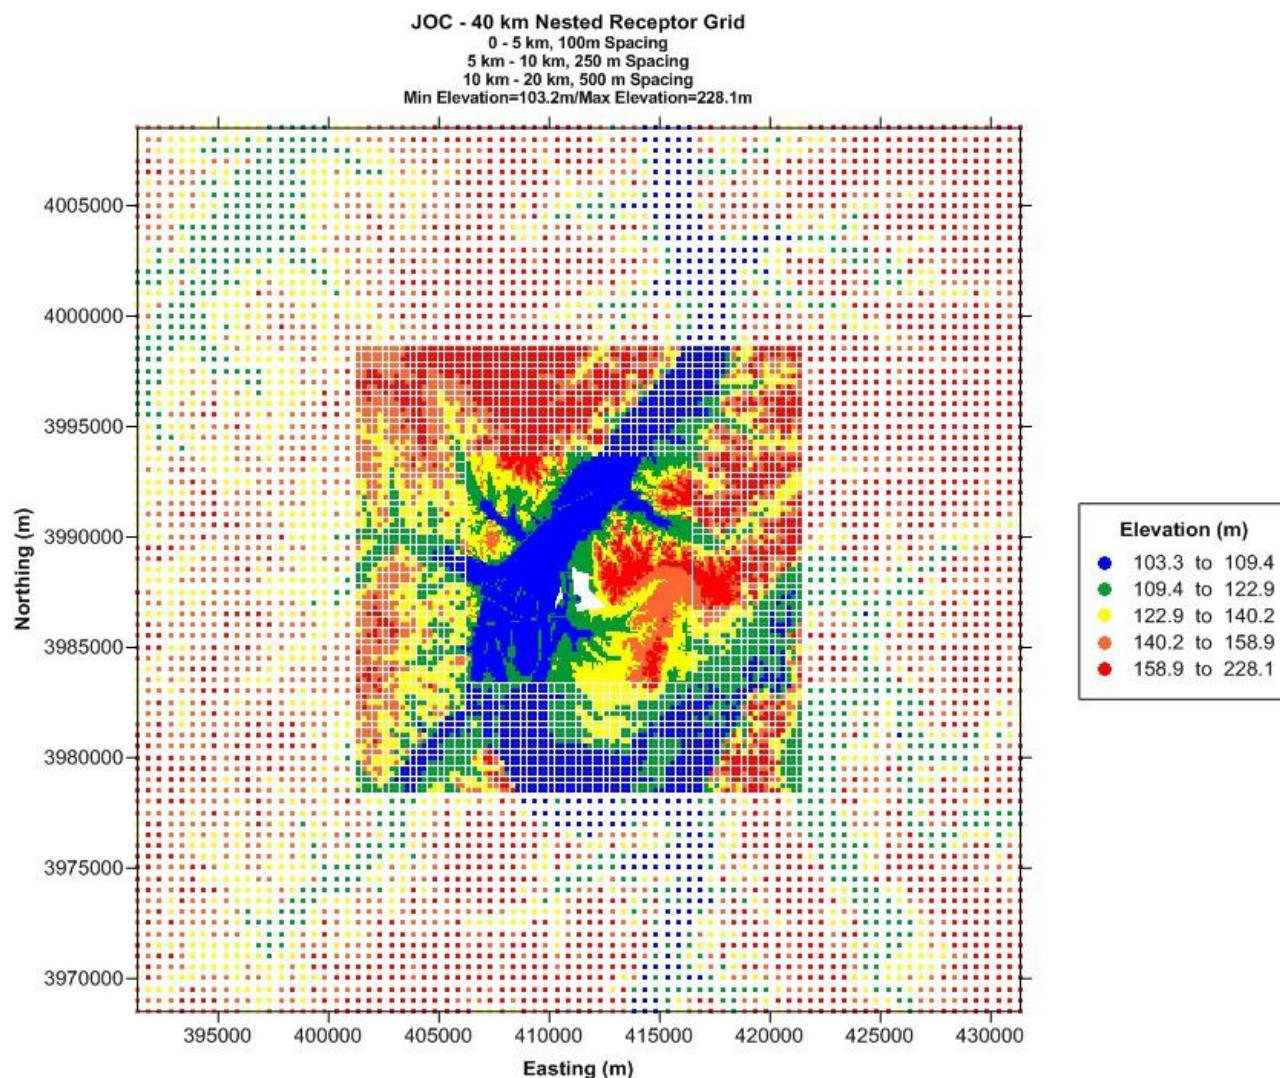 JOC - 40 km Nested Receptor Grid
0 - 5 km, 100m Spacing
5 km - 10 km, 250 m Spacing
10 km - 20 km, 500 m Spacing
Min Elevation=103.2m/Max Elevation=228.1m
4005000
4000000
3995000
3990000
3985000
3980000
3975000
3970000
Northing (m)
395000 400000 405000 410000 415000 420000 425000 430000
Easting (m)
Elevation (m)
103.3 to 109.4
109.4 to 122.9
122.9 to 140.2
140.2 to 158.9
158.9 to 228.1